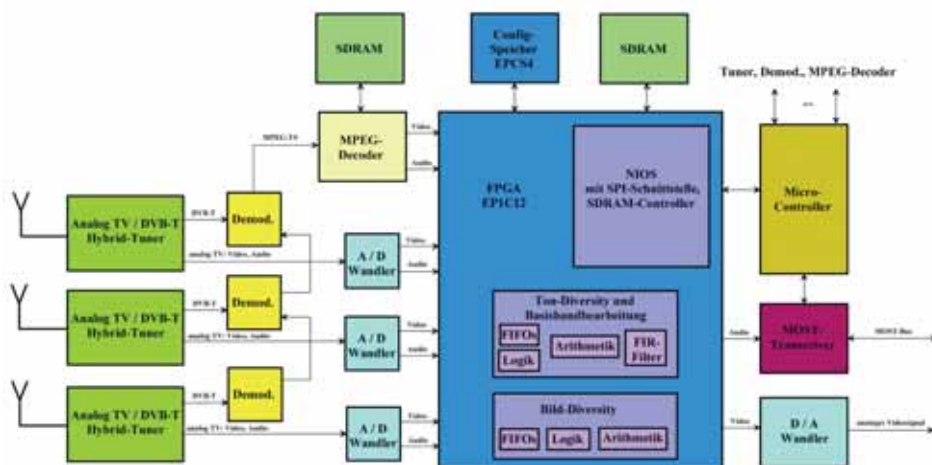 SDRAM
Config-
Speicher
EPCS4
SDRAM
Tuner, Demod., MPEG-Decoder
...
MPEG-TS
MPEG-
Decoder
Video
Audio
FPGA
EP1C12
NIOS
mit SPI-Schnittstelle,
SDRAM-Controller
Micro-
Controller
Analog TV / DVB-T
Hybrid-Tuner
DVB-T
Demod.
analog TV: Video, Audio
A / D
Wandler
Video
Audio
Analog TV / DVB-T
Hybrid-Tuner
DVB-T
Demod.
analog TV: Video, Audio
A / D
Wandler
Video
Audio
Ton-Diversity und
Basisbandbearbeitung
FIFOs
Logik
Arithmetik
FIR-
Filter
Audio
MOST-
Transceiver
MOST-Bus
Analog TV / DVB-T
Hybrid-Tuner
DVB-T
Demod.
analog TV: Video, Audio
A / D
Wandler
Video
Audio
Bild-Diversity
FIFOs
Logik
Arithmetik
Video
D / A
Wandler
analoges Videosignal